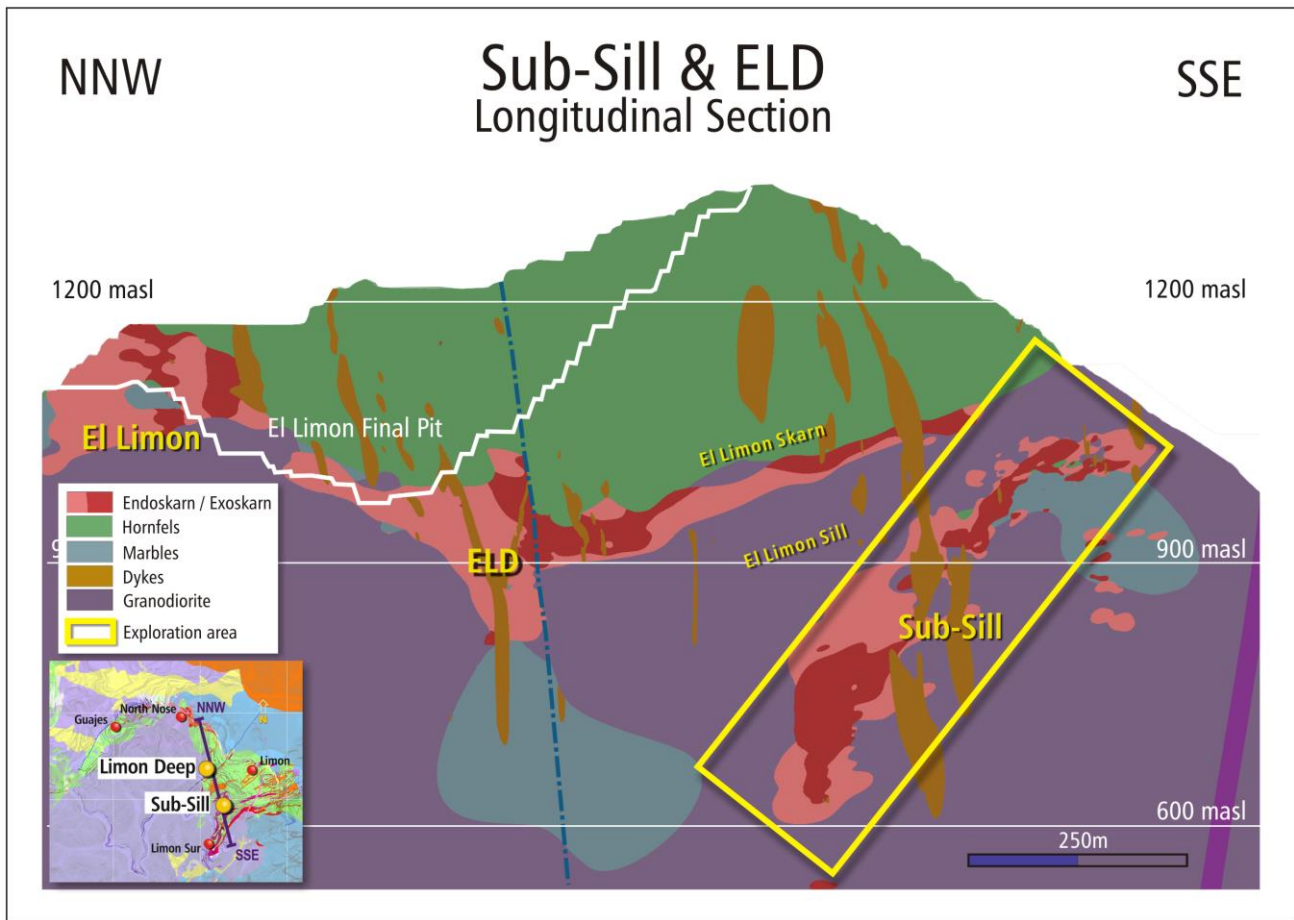 NNW
Sub-Sill & ELD
SSE
Longitudinal Section
1200 masl
1200 masl
El Limon
El Limon Final Pit
El Limon Skarn
Endoskarn / Exoskarn
Hornfels
Marbles
Dykes
Granodiorite
Exploration area
9
ELD
El Limon Sill
900 masl
Sub-Sill
North Nose
NNW
Guajes
N
Limon Deep
Limon
Sub-Sill
Limon Sur
SSE
600 masl
250m